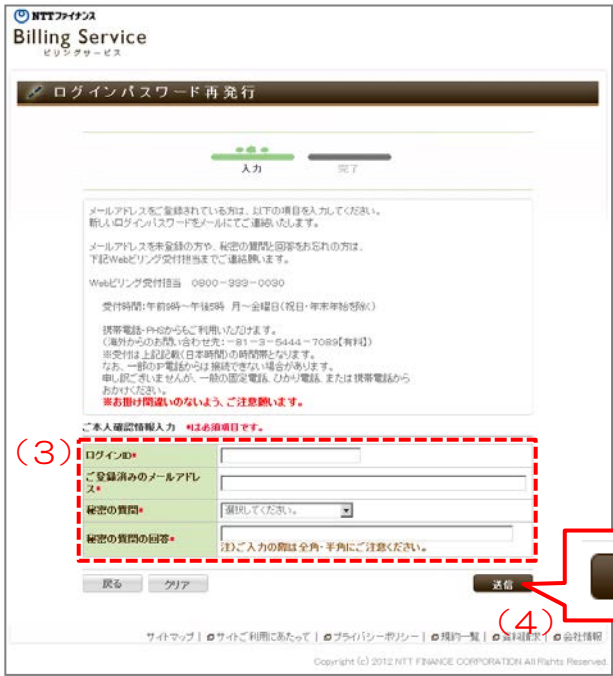 NTTファイナンス
Billing Service
ビリングサービス
ログインパスワード再発行
入力 完了
メールアドレスをご登録されている方は、以下の項目を入力してください。
新しいログインパスワードをメールにてご連絡いたします。
メールアドレスを未登録の方や、秘密の質問と回答をお忘れの方は、
下記Webビリング受付担当までご連絡願います。
Webビリング受付担当 0800-333-0030
受付時間:午前9時~午後5時 月~金曜日(祝日・年末年始を除く)
携帯電話・PHSからもご利用いただけます。
(海外からのお問い合わせ先:-81-3-5444-7089【有料】)
※受付は上記記載(日本時間)の時間帯となります。
なお、一部のIP電話からは接続できない場合があります。
申し訳ございませんが、一般の固定電話、ひかり電話、または携帯電話から
おかけください。
※お掛け間違いのないよう、ご注意願います。
ご本人確認情報入力 *は必須項目です。
(3)
ログインID*
ご登録済みのメールアドレ
ス*
秘密の質問* 選択してください。
秘密の質問の回答*
注)ご入力の際は全角・半角にご注意ください。
戻る クリア 送信
(4)
サイトマップ | サイトご利用にあたって | プライバシーポリシー | 規約一覧 | 資料請求 | 会社情報
Copyright (c) 2012 NTT FINANCE CORPORATION All Rights Reserved.